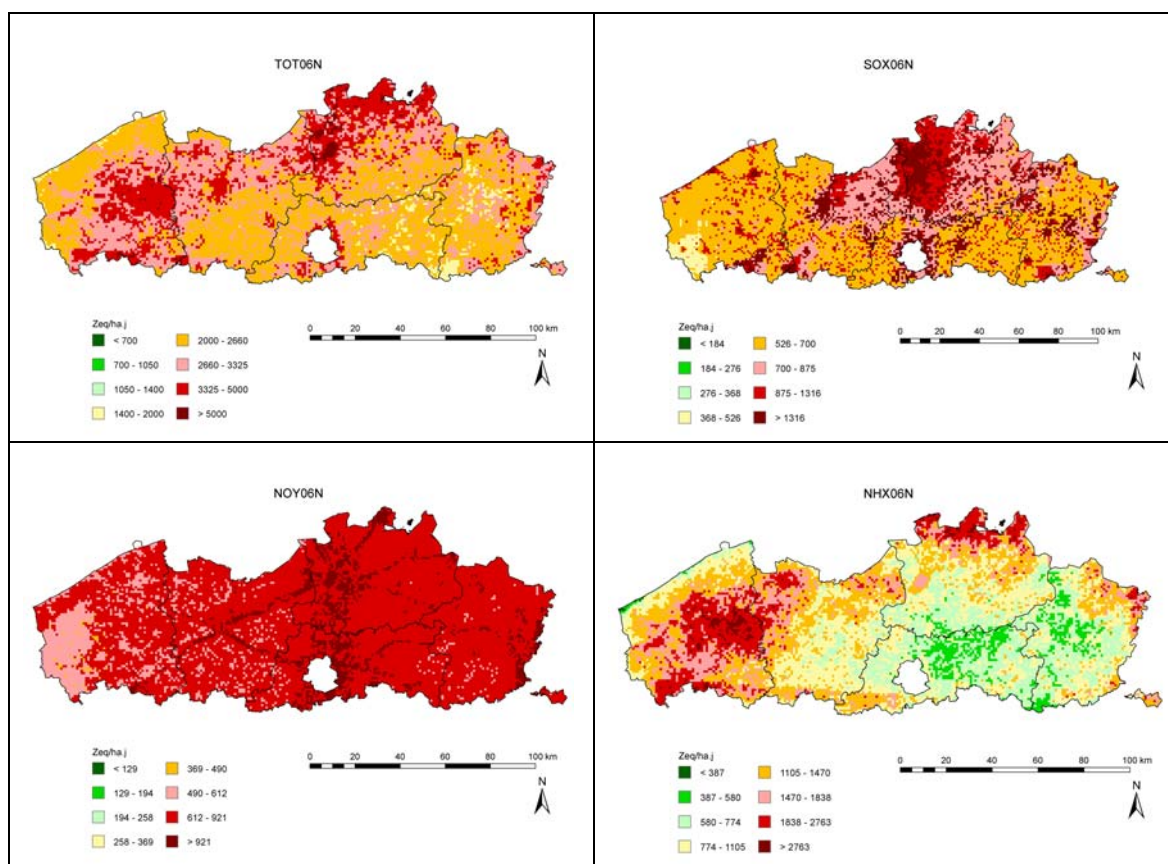 TOT06N
Zeq/ha.j
< 700
700 - 1050
1050 - 1400
1400 - 2000
2000 - 2660
2660 - 3325
3325 - 5000
> 5000
0 20 40 60 80 100 km
N
SOX06N
Zeq/ha.j
< 184
184 - 276
276 - 368
368 - 526
526 - 700
700 - 875
875 - 1316
> 1316
0 20 40 60 80 100 km
N
NOY06N
Zeq/ha.j
< 129
129 - 194
194 - 258
258 - 369
369 - 490
490 - 612
612 - 921
> 921
0 20 40 60 80 100 km
N
NHX06N
Zeq/ha.j
< 387
387 - 580
580 - 774
774 - 1105
1105 - 1470
1470 - 1838
1838 - 2763
> 2763
0 20 40 60 80 100 km
N